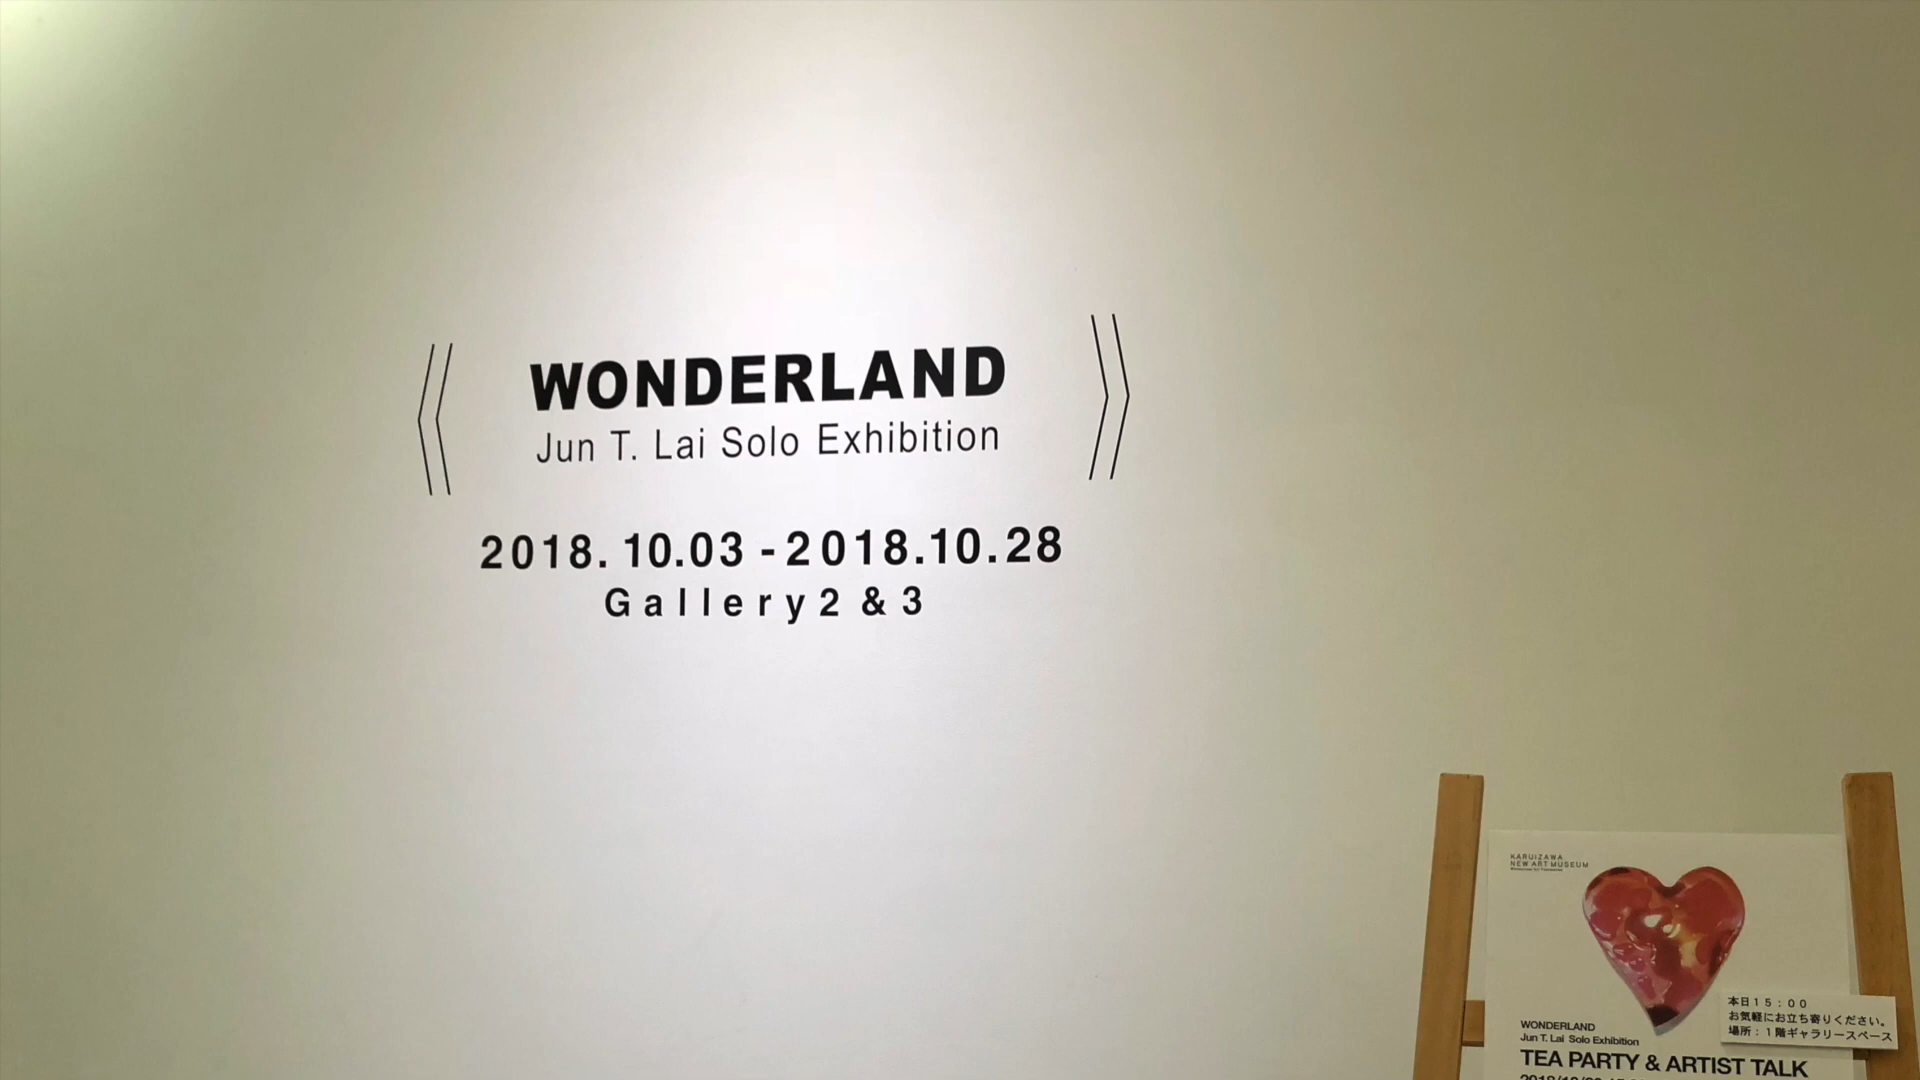 《 WONDERLAND 》
Jun T. Lai Solo Exhibition
2018.10.03 - 2018.10.28
Gallery 2 & 3
KARUIZAWA
NEW ART MUSEUM
本日15:00
お気軽にお立ち寄りください。
場所:1階ギャラリースペース
WONDERLAND
Jun T. Lai Solo Exhibition
TEA PARTY & ARTIST TALK